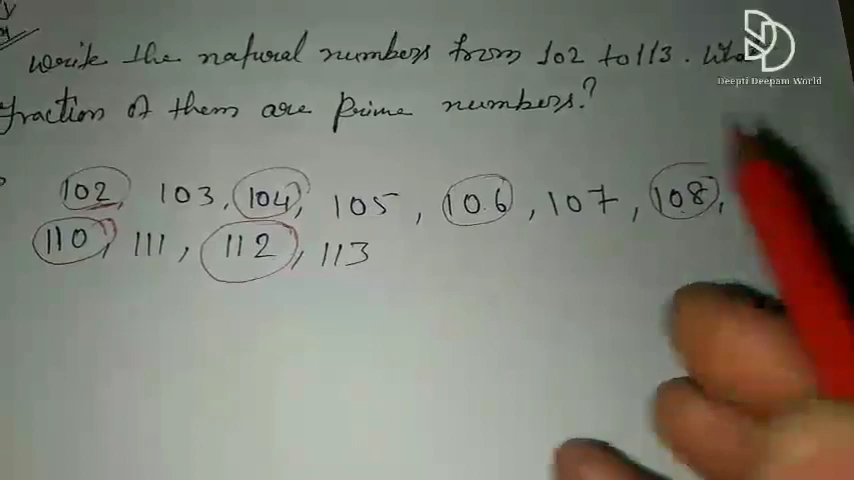 Write the natural numbers from 102 to 113. What
fraction of them are prime numbers?
102, 103, 104, 105, 106, 107, 108,
110, 111, 112, 113
Deepti Deepam World